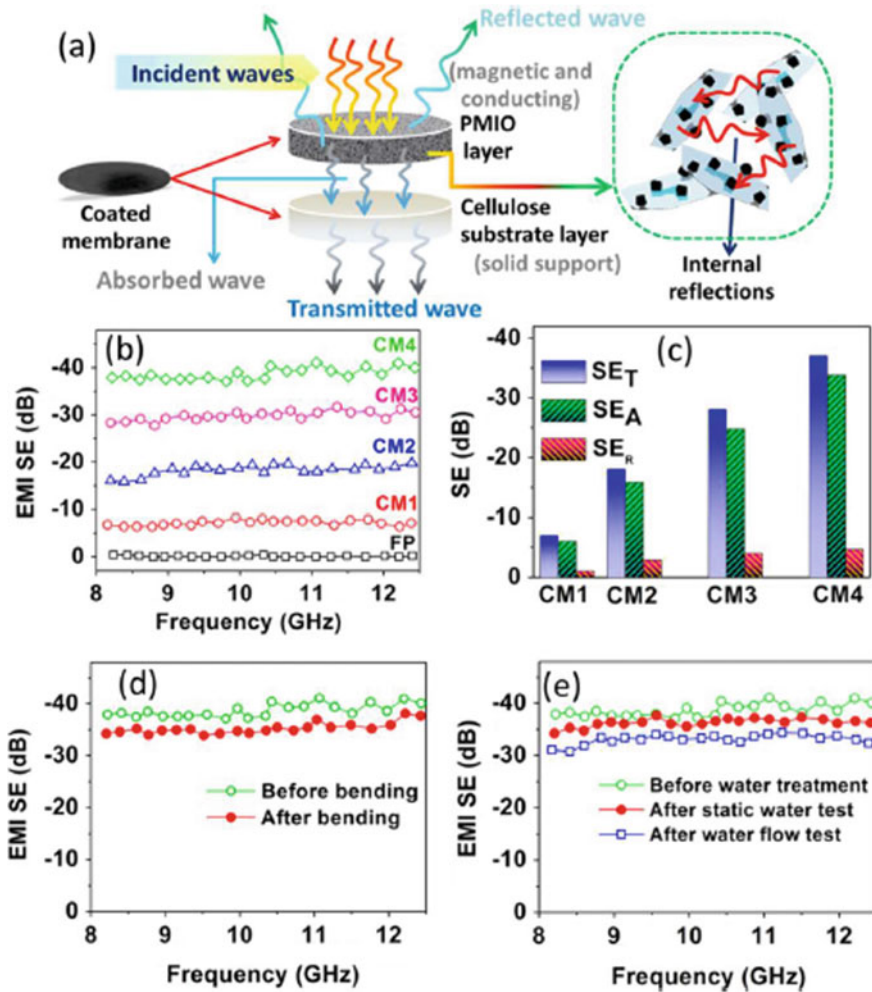 (a)
Reflected wave
Incident waves
(magnetic and
conducting)
PMIO
layer
Coated
membrane
Cellulose
substrate layer
(solid support)
Absorbed wave
Internal
reflections
Transmitted wave
(b)
EMI SE (dB)
-40
-30
-20
-10
0
CM4
CM3
CM2
CM1
FP
8 9 10 11 12
Frequency (GHz)
(c)
SE (dB)
-40
-30
-20
-10
0
SET
SEA
SER
CM1 CM2 CM3 CM4
(d)
EMI SE (dB)
-40
-30
-20
-10
0
Before bending
After bending
8 9 10 11 12
Frequency (GHz)
(e)
EMI SE (dB)
-40
-30
-20
-10
0
Before water treatment
After static water test
After water flow test
8 9 10 11 12
Frequency (GHz)